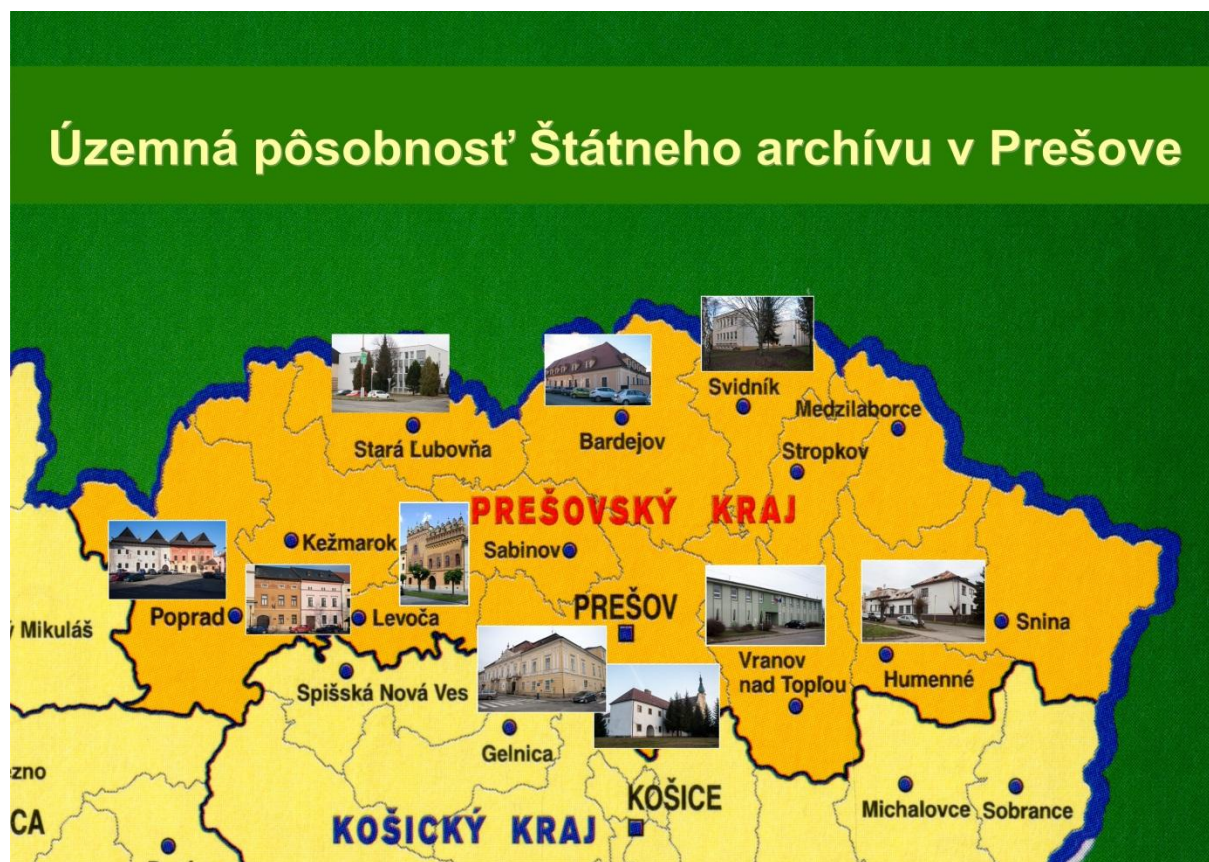 Územná pôsobnosť Štátneho archívu v Prešove
Svidník
Medzilaborce
Stará Ľubovňa
Bardejov
Stropkov
PREŠOVSKÝ KRAJ
Kežmarok
Sabinov
PREŠOV
Poprad
Levoča
Snina
Mikuláš
Vranov
nad Topľou
Humenné
Spišská Nová Ves
Gelnica
zno
KOŠICE
Michalovce
Sobrance
CA
KOŠICKÝ KRAJ